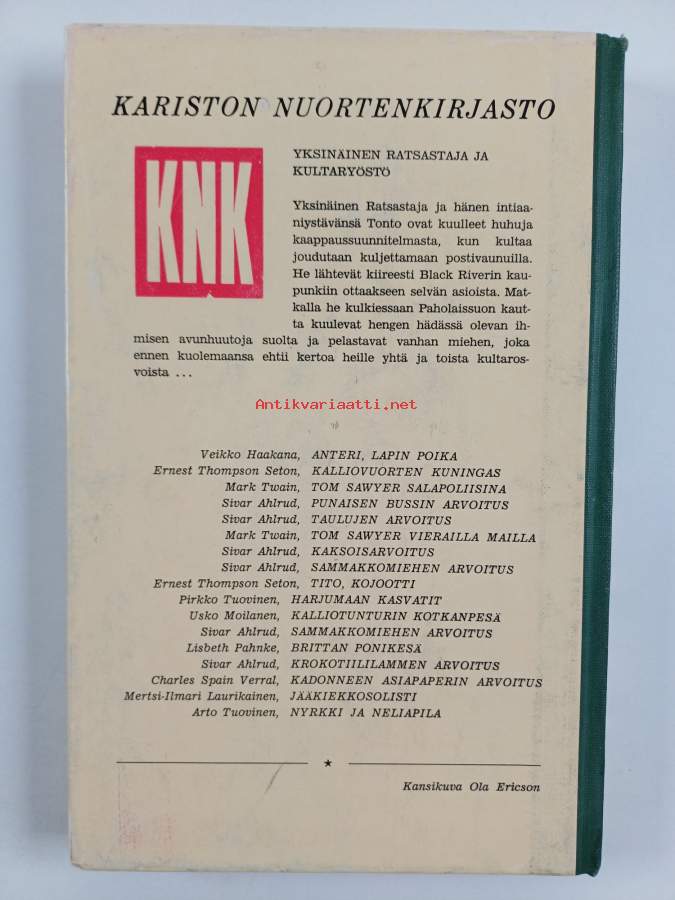 KARISTON NUORTENKIRJASTO
KNK
YKSINÄINEN RATSASTAJA JA
KULTARYÖSTÖ
Yksinäinen Ratsastaja ja hänen intiaa-
niystävänsä Tonto ovat kuulleet huhuja
kaappaussuunnitelmasta, kun kultaa
joudutaan kuljettamaan postivaunuilla.
He lähtevät kiireesti Black Riverin kau-
punkiin ottaakseen selvän asioista. Mat-
kalla he kulkiessaan Paholaissuon kaut-
ta kuulevat hengen hädässä olevan ih-
misen avunhuutoja suolta ja pelastavat vanhan miehen, joka
ennen kuolemaansa ehtii kertoa heille yhtä ja toista kultaros-
voista ...
Antikvariaatti.net
Veikko Haakana, ANTERI, LAPIN POIKA
Ernest Thompson Seton, KALLIOVUORTEN KUNINGAS
Mark Twain, TOM SAWYER SALAPOLIISINA
Sivar Ahlrud, PUNAISEN BUSSIN ARVOITUS
Sivar Ahlrud, TAULUJEN ARVOITUS
Mark Twain, TOM SAWYER VIERAILLA MAILLA
Sivar Ahlrud, KAKSOISARVOITUS
Sivar Ahlrud, SAMMAKKOMIEHEN ARVOITUS
Ernest Thompson Seton, TITO, KOJOOTTI
Pirkko Tuovinen, HARJUMAAN KASVATIT
Usko Moilanen, KALLIOTUNTURIN KOTKANPESÄ
Sivar Ahlrud, SAMMAKKOMIEHEN ARVOITUS
Lisbeth Pahnke, BRITTAN PONIKESÄ
Sivar Ahlrud, KROKOTIILILAMMEN ARVOITUS
Charles Spain Verral, KADONNEEN ASIAPAPERIN ARVOITUS
Mertsi-Ilmari Laurikainen, JÄÄKIEKKOSOLISTI
Arto Tuovinen, NYRKKI JA NELIAPILA
Kansikuva Ola Ericson